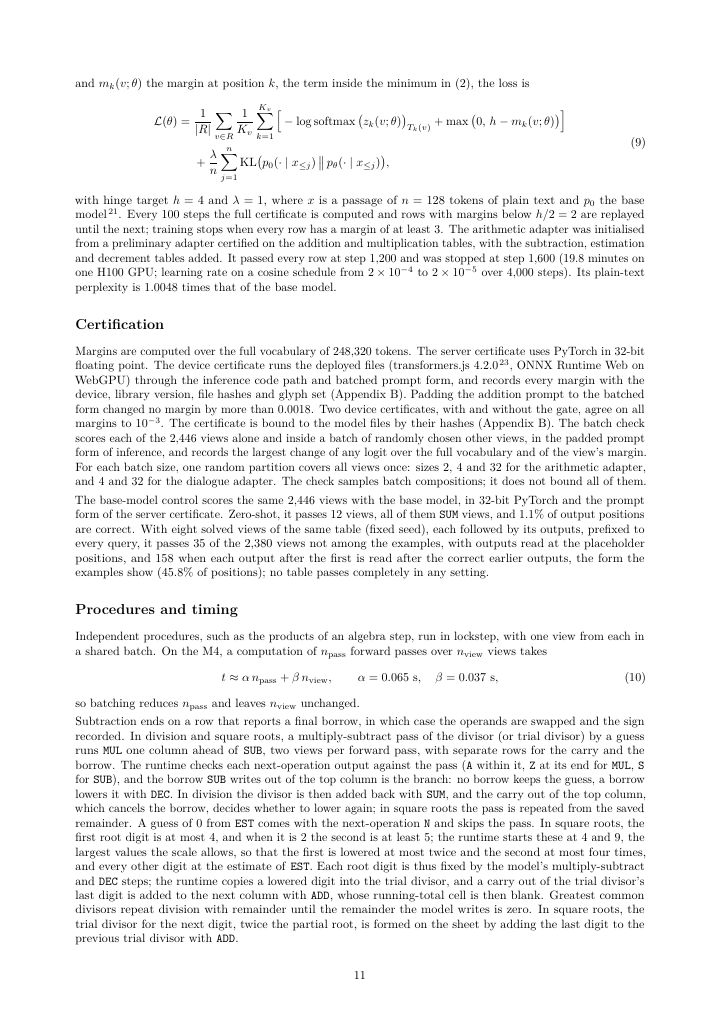 and m_k(v; θ) the margin at position k, the term inside the minimum in (2), the loss is
L(θ) = 1/|R| ∑_{v∈R} 1/K_v ∑_{k=1}^{K_v} [ − log softmax (z_k(v; θ))_{T_k(v)} + max (0, h − m_k(v; θ)) ]
+ λ/n ∑_{j=1}^{n} KL(p_0(· | x_{≤j}) ‖ p_θ(· | x_{≤j})),
(9)
with hinge target h = 4 and λ = 1, where x is a passage of n = 128 tokens of plain text and p_0 the base
model^21. Every 100 steps the full certificate is computed and rows with margins below h/2 = 2 are replayed
until the next; training stops when every row has a margin of at least 3. The arithmetic adapter was initialised
from a preliminary adapter certified on the addition and multiplication tables, with the subtraction, estimation
and decrement tables added. It passed every row at step 1,200 and was stopped at step 1,600 (19.8 minutes on
one H100 GPU; learning rate on a cosine schedule from 2 × 10^−4 to 2 × 10^−5 over 4,000 steps). Its plain-text
perplexity is 1.0048 times that of the base model.
Certification
Margins are computed over the full vocabulary of 248,320 tokens. The server certificate uses PyTorch in 32-bit
floating point. The device certificate runs the deployed files (transformers.js 4.2.0^23, ONNX Runtime Web on
WebGPU) through the inference code path and batched prompt form, and records every margin with the
device, library version, file hashes and glyph set (Appendix B). Padding the addition prompt to the batched
form changed no margin by more than 0.0018. Two device certificates, with and without the gate, agree on all
margins to 10^−3. The certificate is bound to the model files by their hashes (Appendix B). The batch check
scores each of the 2,446 views alone and inside a batch of randomly chosen other views, in the padded prompt
form of inference, and records the largest change of any logit over the full vocabulary and of the view's margin.
For each batch size, one random partition covers all views once: sizes 2, 4 and 32 for the arithmetic adapter,
and 4 and 32 for the dialogue adapter. The check samples batch compositions; it does not bound all of them.
The base-model control scores the same 2,446 views with the base model, in 32-bit PyTorch and the prompt
form of the server certificate. Zero-shot, it passes 12 views, all of them SUM views, and 1.1% of output positions
are correct. With eight solved views of the same table (fixed seed), each followed by its outputs, prefixed to
every query, it passes 35 of the 2,380 views not among the examples, with outputs read at the placeholder
positions, and 158 when each output after the first is read after the correct earlier outputs, the form the
examples show (45.8% of positions); no table passes completely in any setting.
Procedures and timing
Independent procedures, such as the products of an algebra step, run in lockstep, with one view from each in
a shared batch. On the M4, a computation of n_pass forward passes over n_view views takes
t ≈ α n_pass + β n_view, α = 0.065 s, β = 0.037 s, (10)
so batching reduces n_pass and leaves n_view unchanged.
Subtraction ends on a row that reports a final borrow, in which case the operands are swapped and the sign
recorded. In division and square roots, a multiply-subtract pass of the divisor (or trial divisor) by a guess
runs MUL one column ahead of SUB, two views per forward pass, with separate rows for the carry and the
borrow. The runtime checks each next-operation output against the pass (A within it, Z at its end for MUL, S
for SUB), and the borrow SUB writes out of the top column is the branch: no borrow keeps the guess, a borrow
lowers it with DEC. In division the divisor is then added back with SUM, and the carry out of the top column,
which cancels the borrow, decides whether to lower again; in square roots the pass is repeated from the saved
remainder. A guess of 0 from EST comes with the next-operation N and skips the pass. In square roots, the
first root digit is at most 4, and when it is 2 the second is at least 5; the runtime starts these at 4 and 9, the
largest values the scale allows, so that the first is lowered at most twice and the second at most four times,
and every other digit at the estimate of EST. Each root digit is thus fixed by the model's multiply-subtract
and DEC steps; the runtime copies a lowered digit into the trial divisor, and a carry out of the trial divisor's
last digit is added to the next column with ADD, whose running-total cell is then blank. Greatest common
divisors repeat division with remainder until the remainder the model writes is zero. In square roots, the
trial divisor for the next digit, twice the partial root, is formed on the sheet by adding the last digit to the
previous trial divisor with ADD.
11